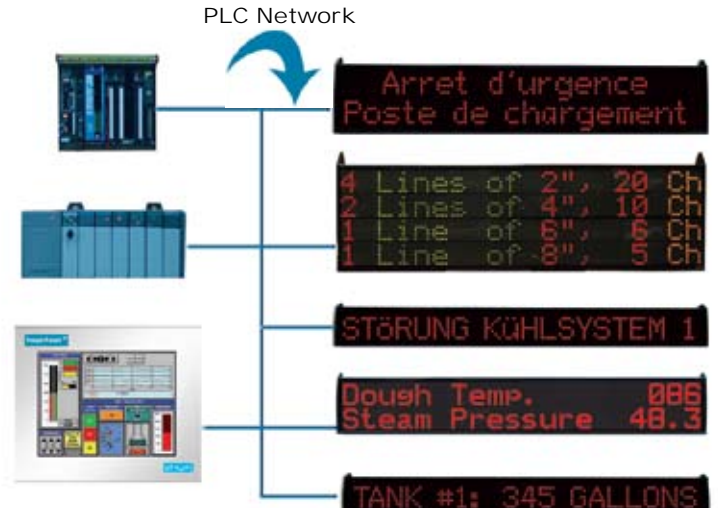 PLC Network
Arret d'urgence
Poste de chargement
4 Lines of 2", 20 Ch
2 Lines of 4", 10 Ch
1 Line of 6", 6 Ch
1 Line of 8", 5 Ch
STöRUNG KüHLSYSTEM 1
Dough Temp. 086
Steam Pressure 48.3
TANK #1: 345 GALLONS